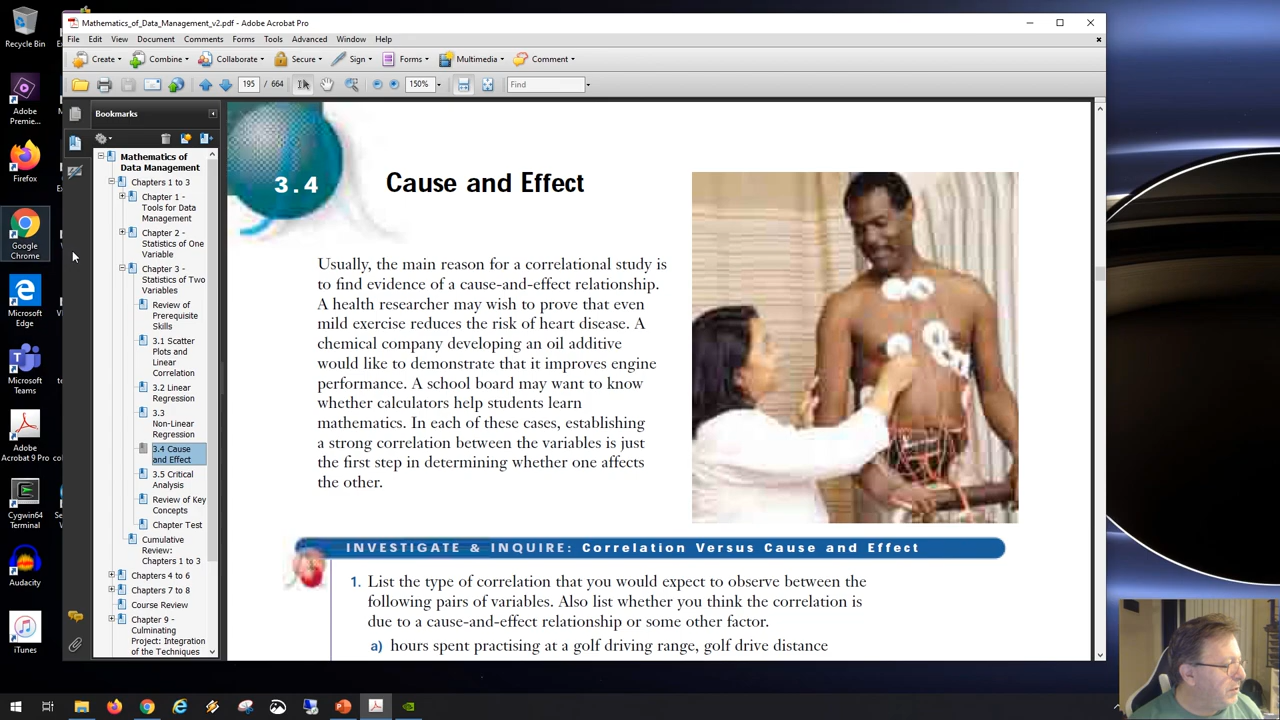 Recycle Bin
Adobe Premie...
Firefox
Google Chrome
Microsoft Edge
Microsoft Teams
Adobe Acrobat 9 Pro
Cygwin64 Terminal
Audacity
iTunes
Mathematics_of_Data_Management_v2.pdf - Adobe Acrobat Pro
File Edit View Document Comments Forms Tools Advanced Window Help
Create Combine Collaborate Secure Sign Forms Multimedia Comment
195 / 664 150% Find
Bookmarks
Mathematics of
Data Management
Chapters 1 to 3
Chapter 1 -
Tools for Data
Management
Chapter 2 -
Statistics of One
Variable
Chapter 3 -
Statistics of Two
Variables
Review of
Prerequisite
Skills
3.1 Scatter
Plots and
Linear
Correlation
3.2 Linear
Regression
3.3
Non-Linear
Regression
3.4 Cause
and Effect
3.5 Critical
Analysis
Review of Key
Concepts
Chapter Test
Cumulative
Review:
Chapters 1 to 3
Chapters 4 to 6
Chapters 7 to 8
Course Review
Chapter 9 -
Culminating
Project: Integration
of the Techniques
3.4 Cause and Effect
Usually, the main reason for a correlational study is
to find evidence of a cause-and-effect relationship.
A health researcher may wish to prove that even
mild exercise reduces the risk of heart disease. A
chemical company developing an oil additive
would like to demonstrate that it improves engine
performance. A school board may want to know
whether calculators help students learn
mathematics. In each of these cases, establishing
a strong correlation between the variables is just
the first step in determining whether one affects
the other.
INVESTIGATE & INQUIRE: Correlation Versus Cause and Effect
1. List the type of correlation that you would expect to observe between the
following pairs of variables. Also list whether you think the correlation is
due to a cause-and-effect relationship or some other factor.
a) hours spent practising at a golf driving range, golf drive distance